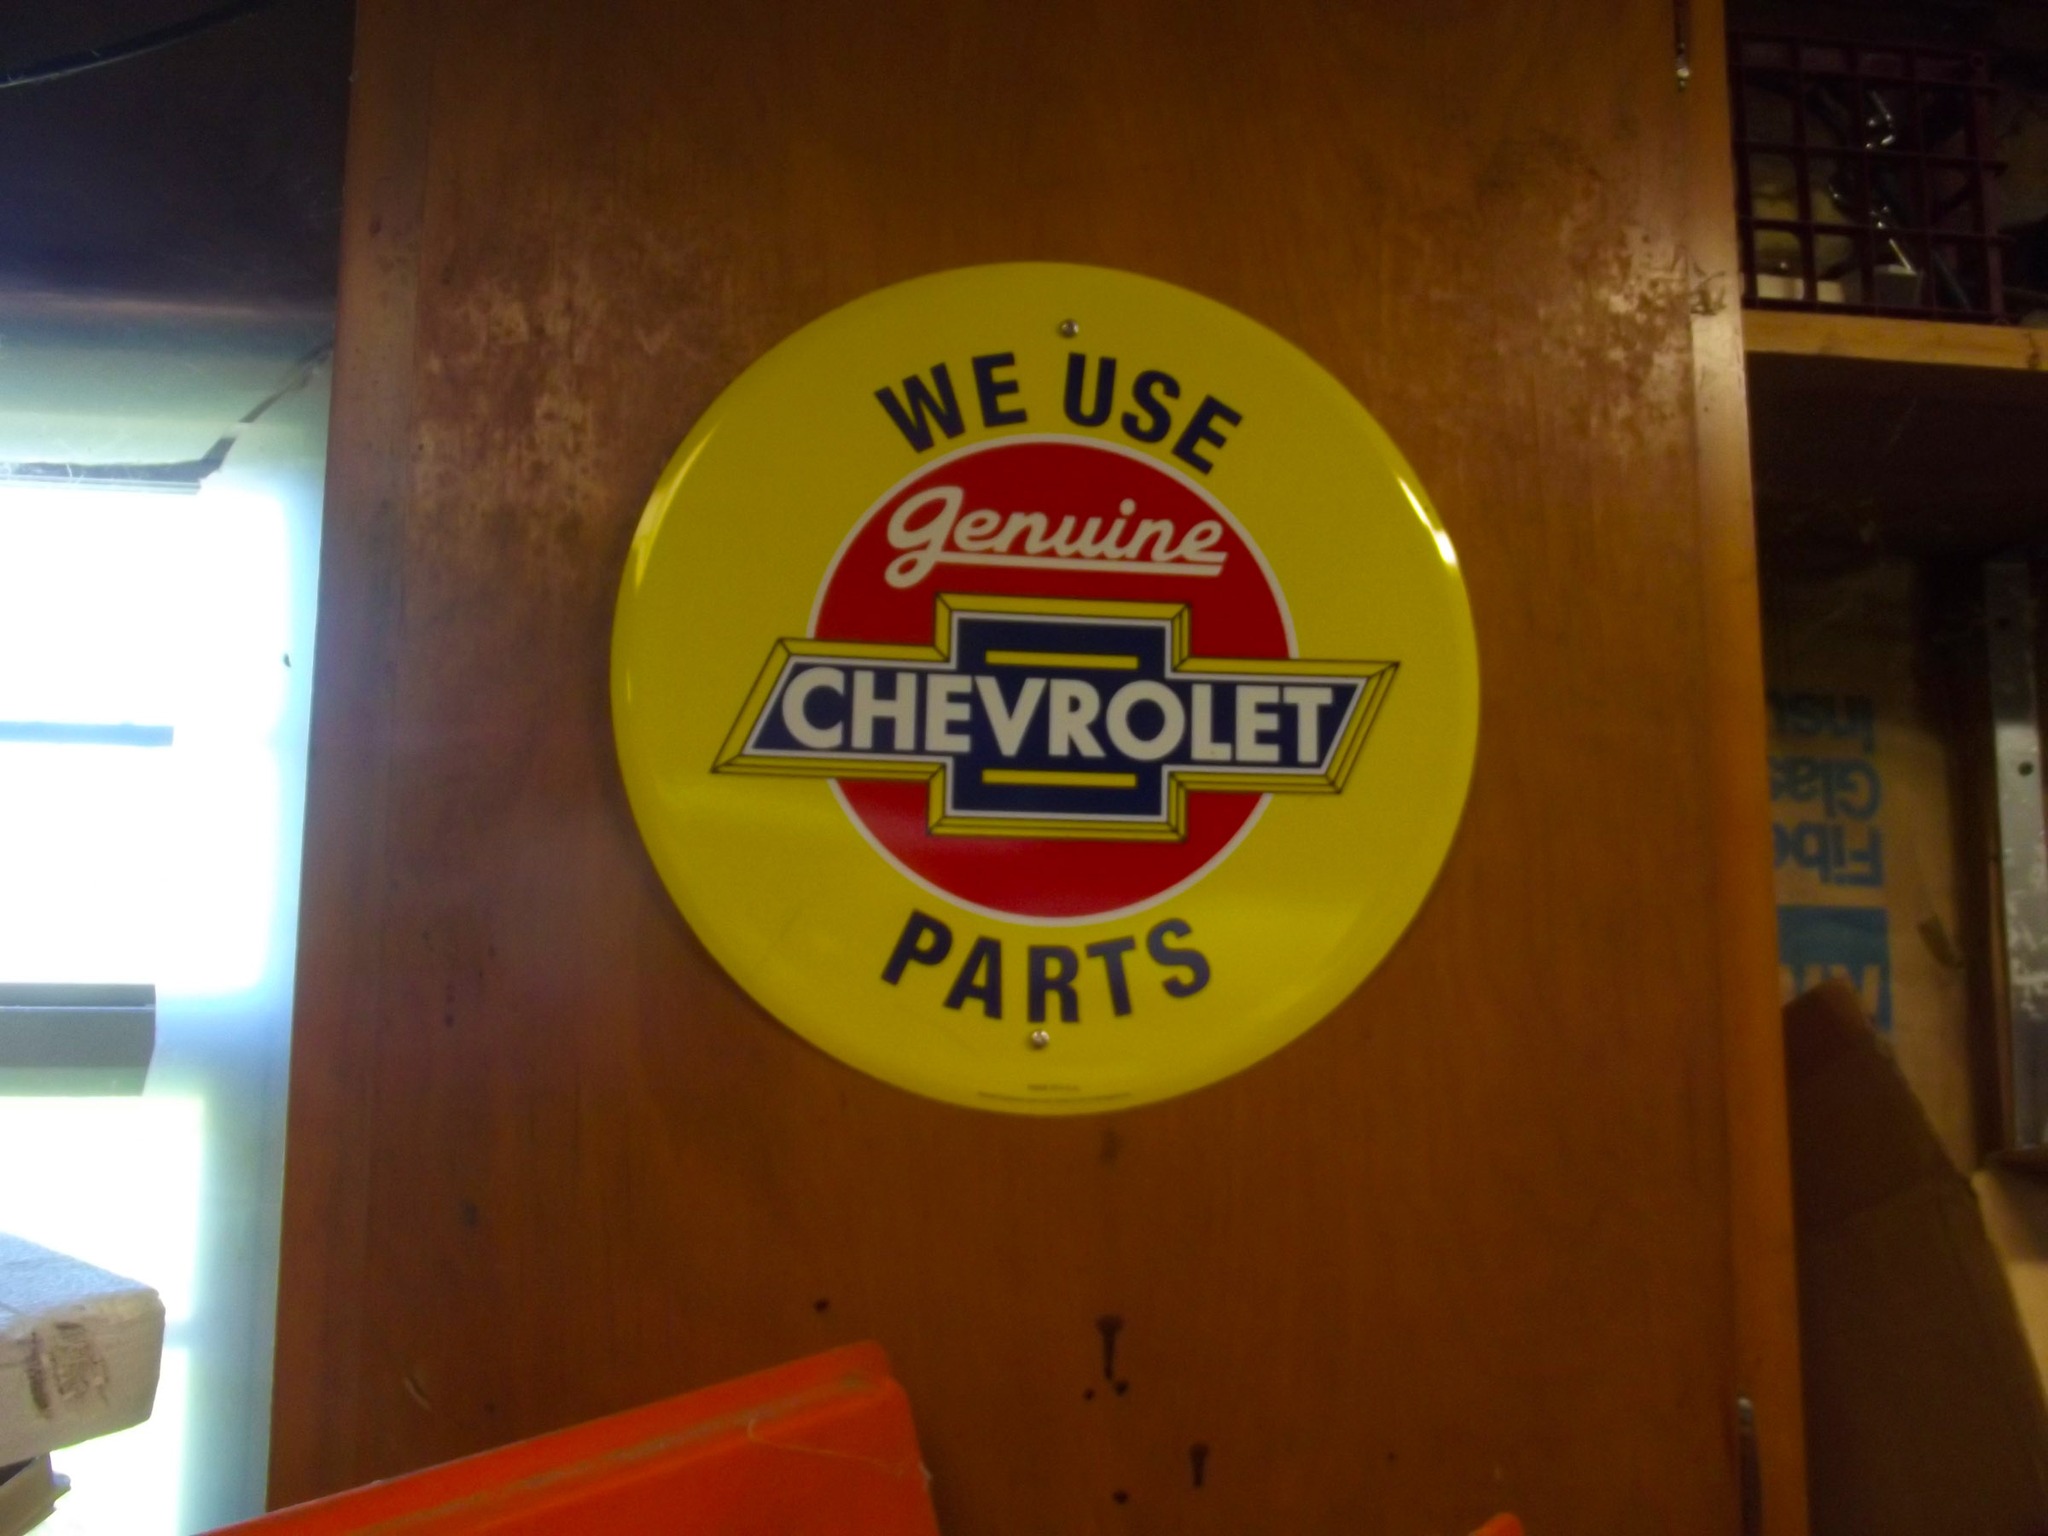 WE USE
Genuine
CHEVROLET
PARTS